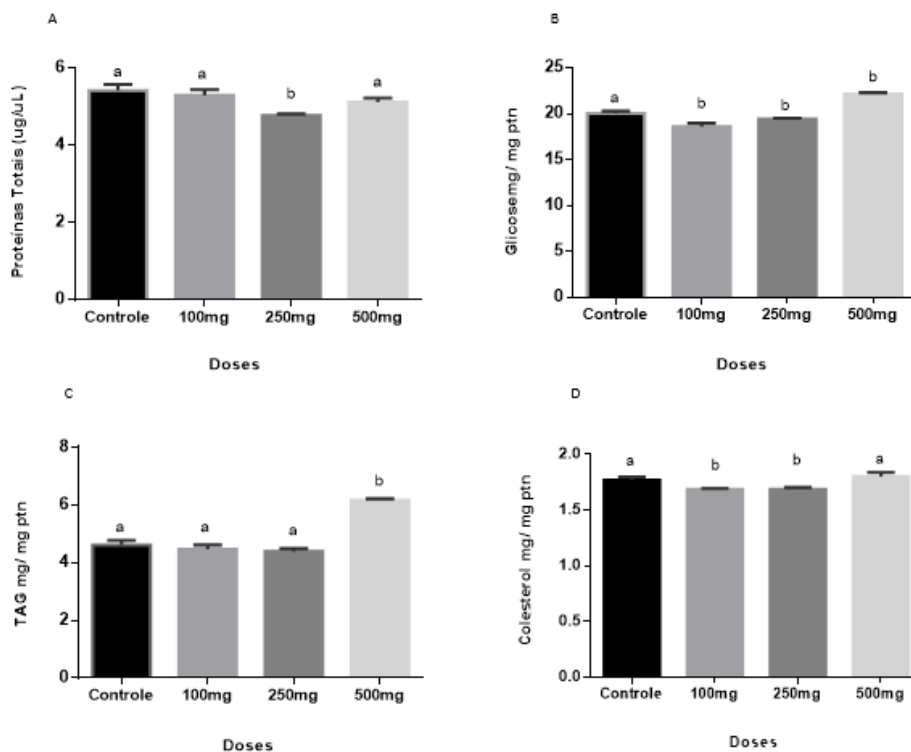 A
Proteínas Totais (ug/uL)
6
4
2
0
a
a
b
a
Controle 100mg 250mg 500mg
Doses
B
Glicosemg/ mg ptn
25
20
15
10
5
0
a
b
b
b
Controle 100mg 250mg 500mg
Doses
C
TAG mg/ mg ptn
8
6
4
2
0
a
a
a
b
Controle 100mg 250mg 500mg
Doses
D
Colesterol mg/ mg ptn
2.0
1.5
1.0
0.5
0.0
a
b
b
a
Controle 100mg 250mg 500mg
Doses